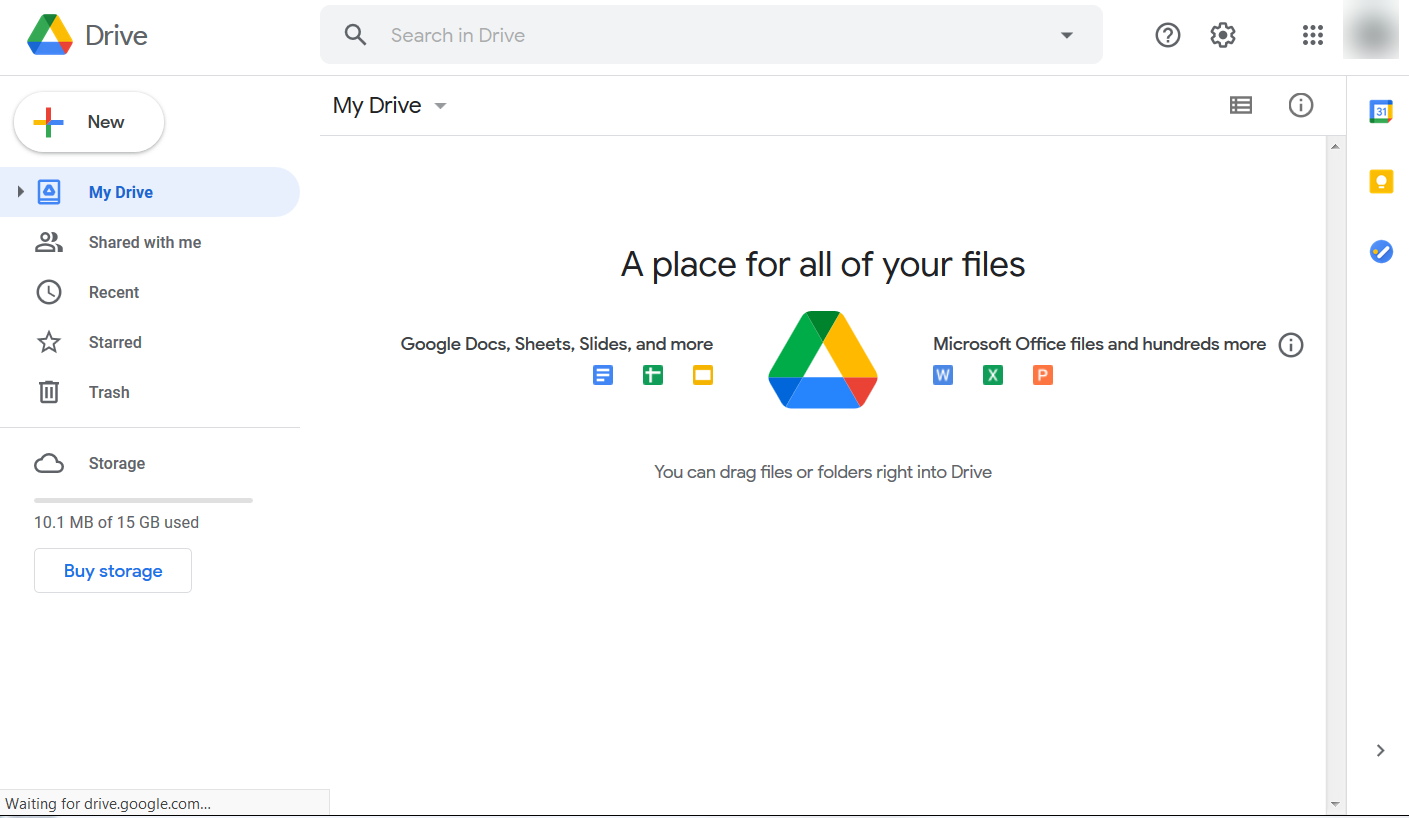 Drive
Search in Drive
New
My Drive
My Drive
Shared with me
Recent
Starred
Trash
Storage
10.1 MB of 15 GB used
Buy storage
A place for all of your files
Google Docs, Sheets, Slides, and more
Microsoft Office files and hundreds more
W X P
You can drag files or folders right into Drive
31
Waiting for drive.google.com...